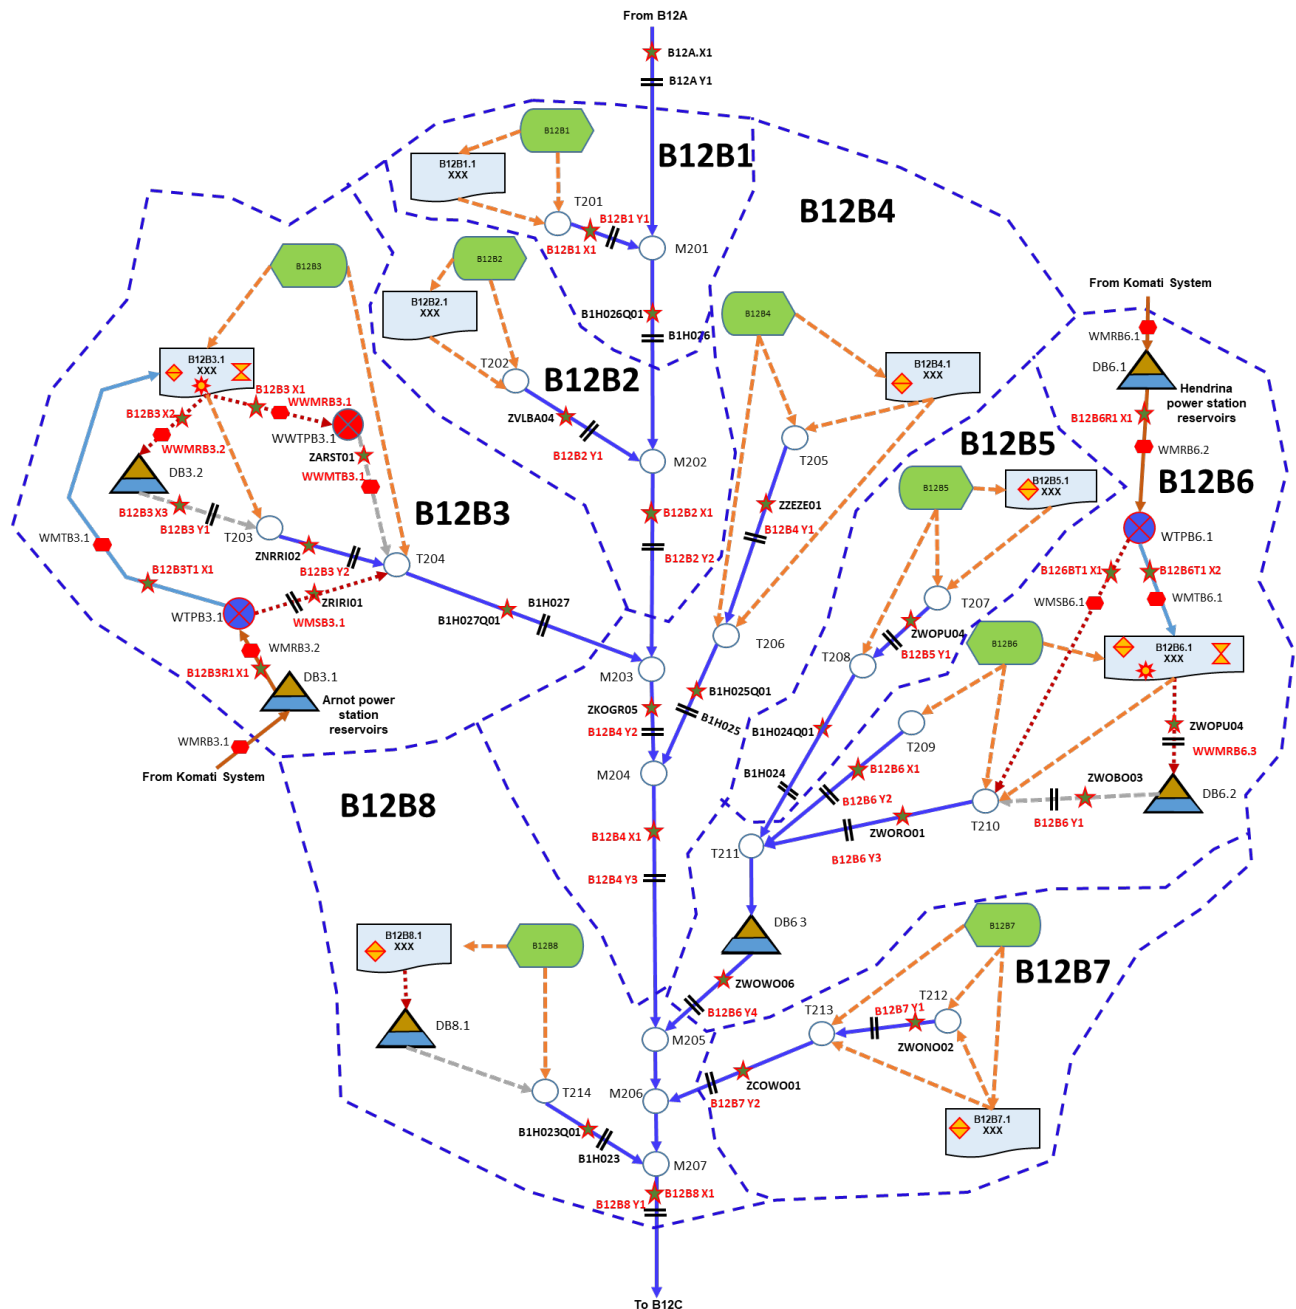 From B12A
B12A.X1
B12A Y1
B12B1
B12B1
B12B1.1
XXX
T201
B12B1 Y1
B12B1 X1
M201
B12B4
B12B2
B12B2.1
XXX
B12B3
B12B4
From Komati System
WMRB6.1
B1H026Q01
B1H026
T202
B12B2
B12B3.1
XXX
B12B4.1
XXX
DB6.1
Hendrina
power station
reservoirs
B12B3 X1
WWMRB3.1
B12B3 X2
WWMRB3.2
WWTPB3.1
ZARST01
WWMTB3.1
ZVLBA04
B12B2 Y1
M202
T205
B12B6R1 X1
WMRB6.2
B12B5
B12B6
DB3.2
B12B3 X3
B12B3 Y1
T203
B12B3
B12B2 X1
B12B2 Y2
ZZEZE01
B12B4 Y1
B12B5
B12B5.1
XXX
WTPB6.1
WMTB3.1
ZNRRI02
B12B3 Y2
T204
B12B3T1 X1
B126BT1 X1
B12B6T1 X2
WMSB6.1
WMTB6.1
WTPB3.1
ZRIRI01
WMSB3.1
B1H027
B1H027Q01
T207
ZWOPU04
B12B5 Y1
T206
T208
B12B6
B12B6.1
XXX
WMRB3.2
B12B3R1 X1
DB3.1
Arnot power
station
reservoirs
M203
B1H025Q01
B1H025
ZKOGR05
B12B4 Y2
B1H024Q01
B1H024
T209
ZWOPU04
WWMRB6.3
WMRB3.1
From Komati System
M204
B12B6 X1
B12B6 Y2
ZWOBO03
DB6.2
B12B6 Y1
T210
B12B8
B12B4 X1
ZWORO01
B12B6 Y3
T211
B12B4 Y3
DB6 3
B12B8.1
XXX
B12B8
B12B7
B12B7
ZWOWO06
B12B6 Y4
T212
T213
B12B7 Y1
ZWONO02
DB8.1
M205
ZCOWO01
B12B7 Y2
M206
T214
B12B7.1
XXX
B1H023Q01
B1H023
M207
B12B8 X1
B12B8 Y1
To B12C